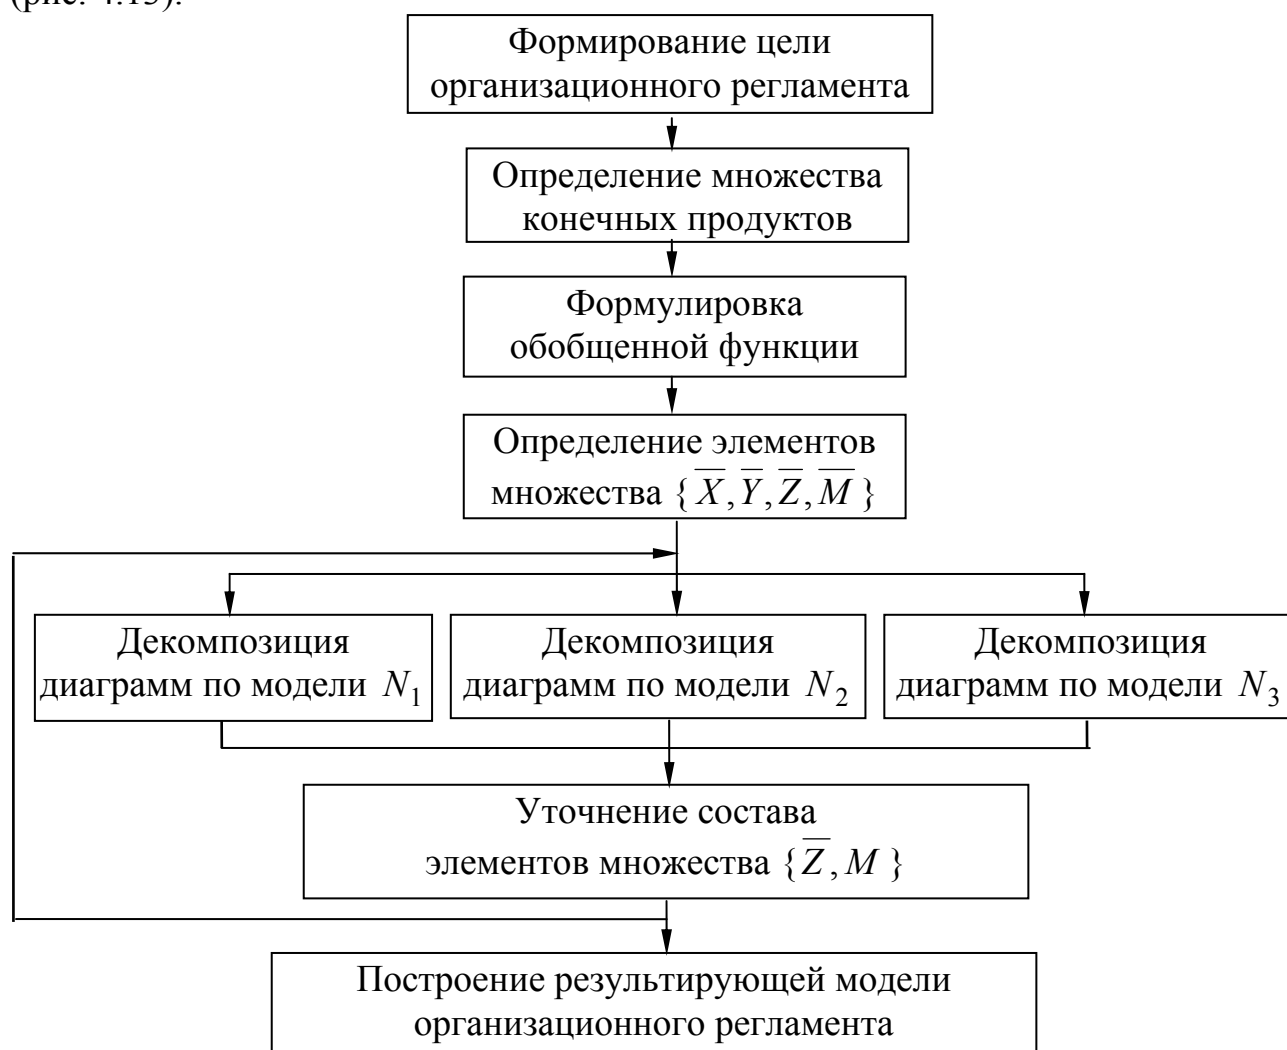 (рис. 4.13).
Формирование цели
организационного регламента
Определение множества
конечных продуктов
Формулировка
обобщенной функции
Определение элементов
множества { X̅, Y̅, Z̅, M̅ }
Декомпозиция
диаграмм по модели N₁
Декомпозиция
диаграмм по модели N₂
Декомпозиция
диаграмм по модели N₃
Уточнение состава
элементов множества { Z̅, M }
Построение результирующей модели
организационного регламента